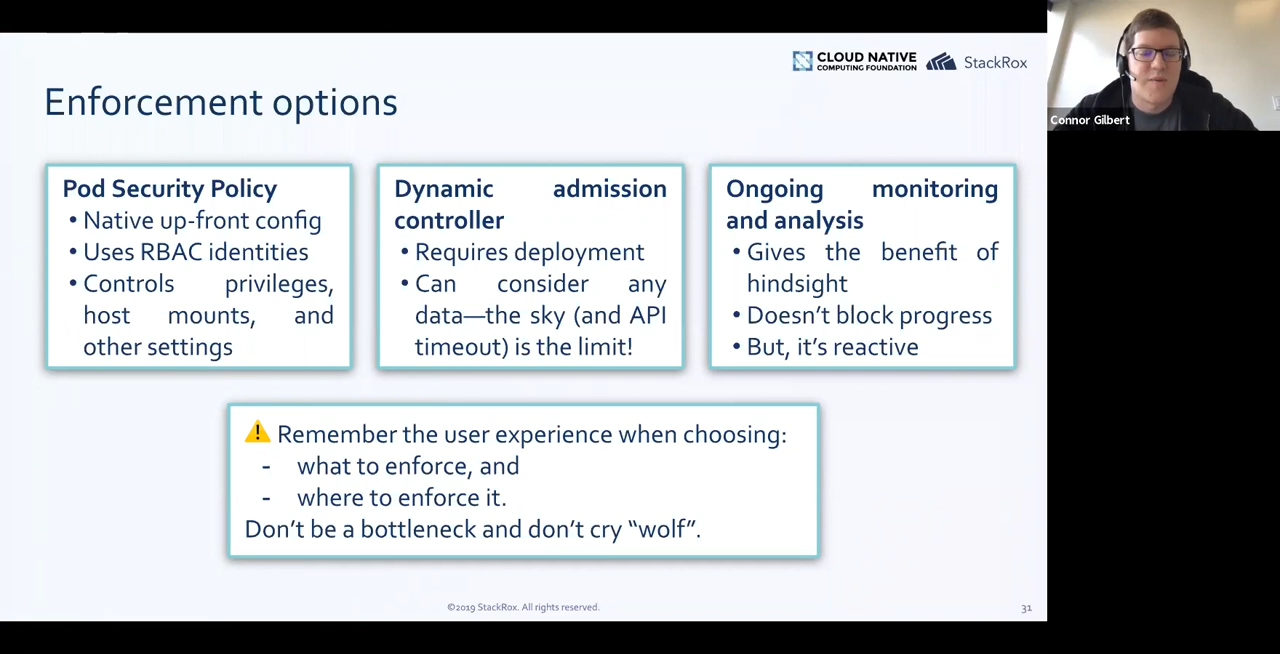 CLOUD NATIVE
COMPUTING FOUNDATION
StackRox
Connor Gilbert
Enforcement options
Pod Security Policy
• Native up-front config
• Uses RBAC identities
• Controls privileges,
host mounts, and
other settings
Dynamic admission
controller
• Requires deployment
• Can consider any
data—the sky (and API
timeout) is the limit!
Ongoing monitoring
and analysis
• Gives the benefit of
hindsight
• Doesn't block progress
• But, it's reactive
Remember the user experience when choosing:
- what to enforce, and
- where to enforce it.
Don't be a bottleneck and don't cry "wolf".
©2019 StackRox. All rights reserved.
31